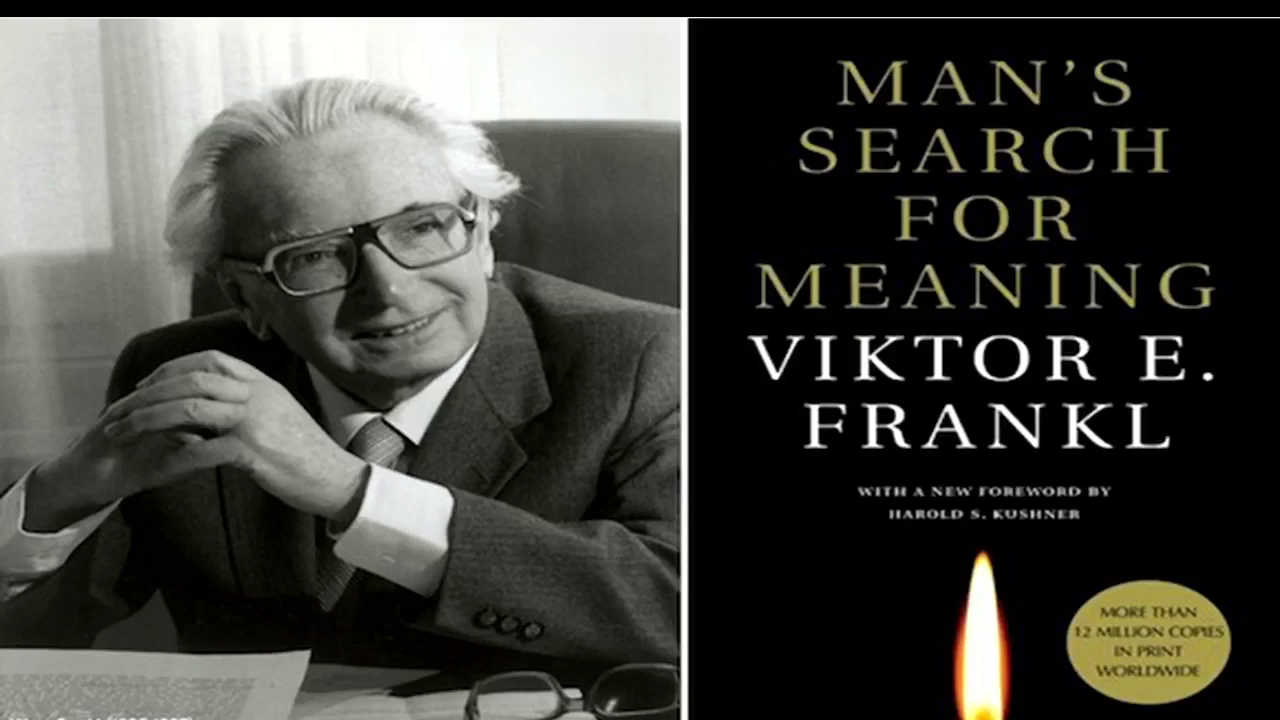 MAN'S
SEARCH
FOR
MEANING
VIKTOR E.
FRANKL
WITH A NEW FOREWORD BY
HAROLD S. KUSHNER
MORE THAN
12 MILLION COPIES
IN PRINT
WORLDWIDE